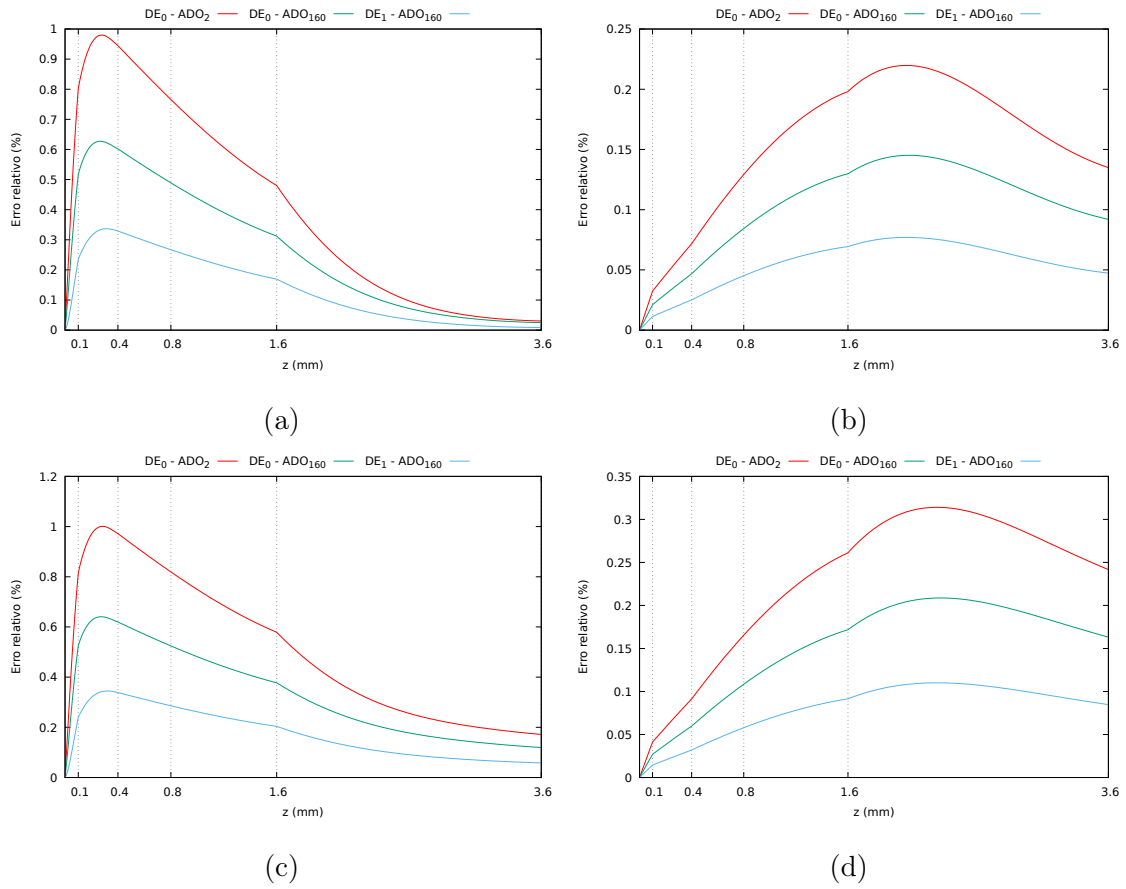 DE₀ - ADO₂ DE₀ - ADO₁₆₀ DE₁ - ADO₁₆₀
1
0.9
0.8
0.7
0.6
0.5
0.4
0.3
0.2
0.1
0
Erro relativo (%)
0.1 0.4 0.8 1.6 3.6
z (mm)
(a)
DE₀ - ADO₂ DE₀ - ADO₁₆₀ DE₁ - ADO₁₆₀
0.25
0.2
0.15
0.1
0.05
0
Erro relativo (%)
0.1 0.4 0.8 1.6 3.6
z (mm)
(b)
DE₀ - ADO₂ DE₀ - ADO₁₆₀ DE₁ - ADO₁₆₀
1.2
1
0.8
0.6
0.4
0.2
0
Erro relativo (%)
0.1 0.4 0.8 1.6 3.6
z (mm)
(c)
DE₀ - ADO₂ DE₀ - ADO₁₆₀ DE₁ - ADO₁₆₀
0.35
0.3
0.25
0.2
0.15
0.1
0.05
0
Erro relativo (%)
0.1 0.4 0.8 1.6 3.6
z (mm)
(d)